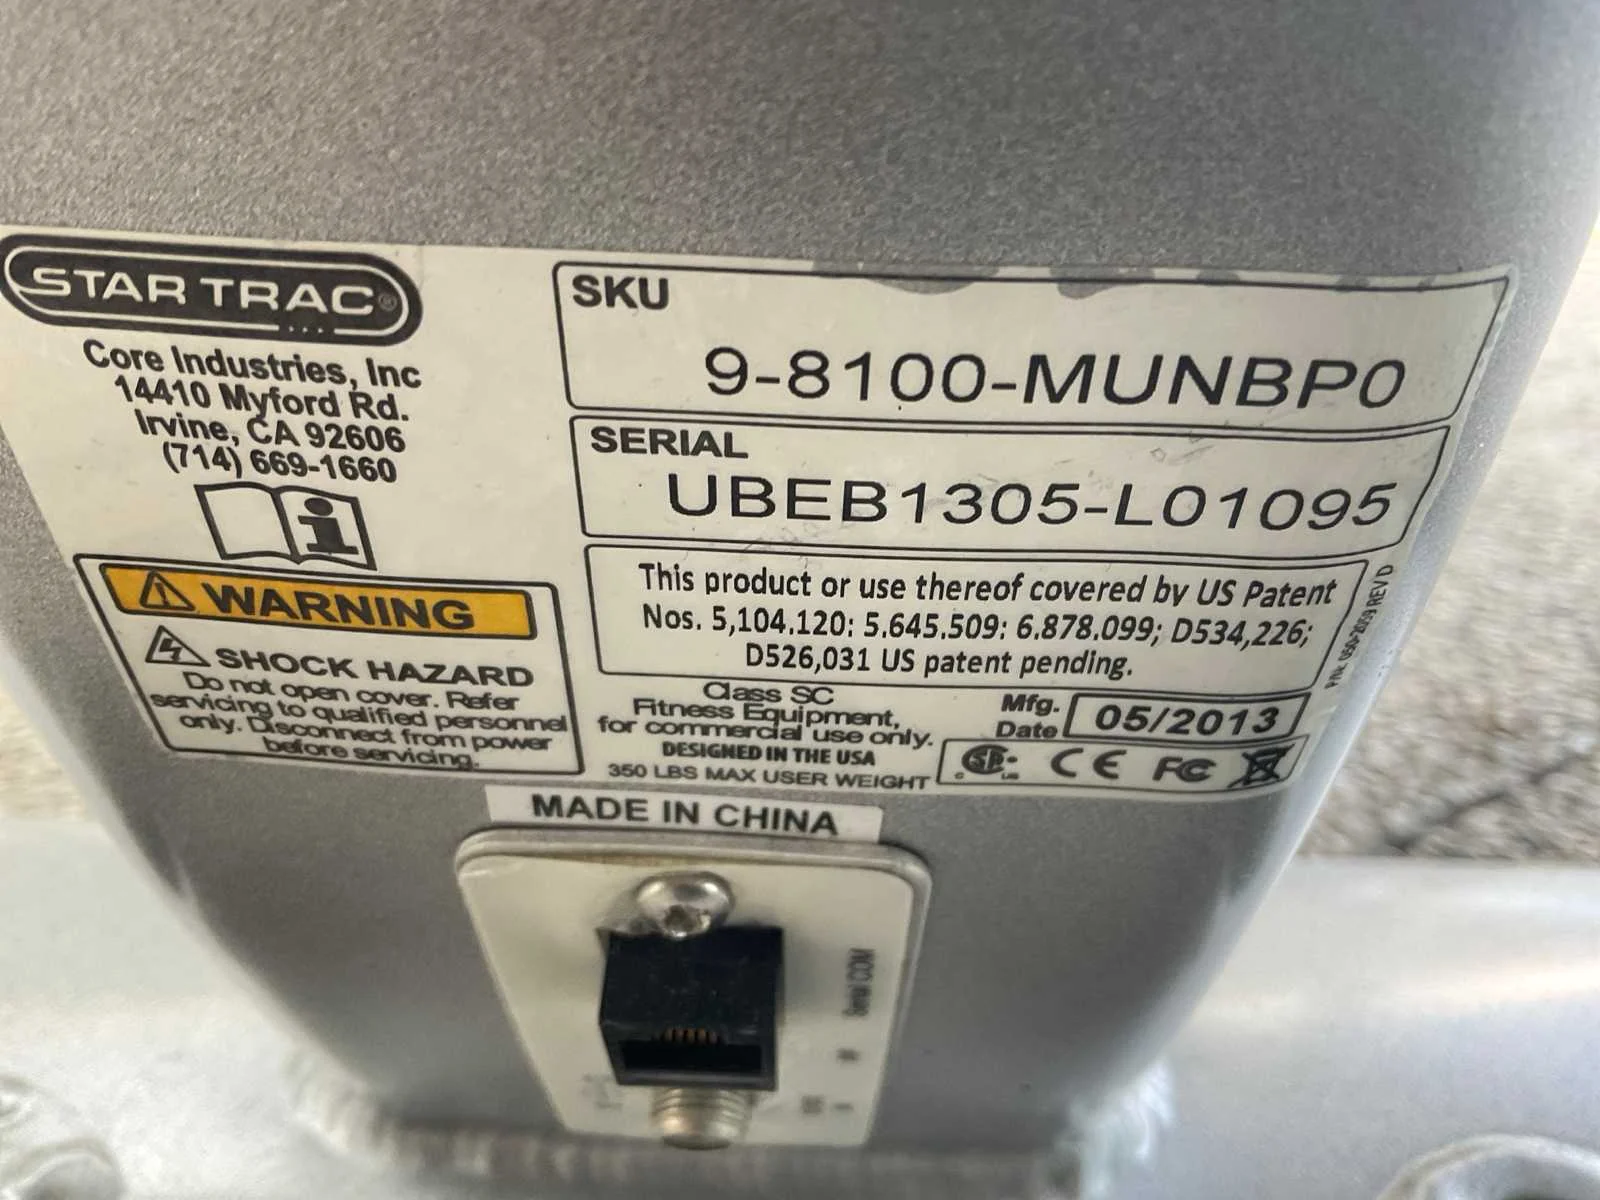 STAR TRAC®
Core Industries, Inc
14410 Myford Rd.
Irvine, CA 92606
(714) 669-1660
WARNING
SHOCK HAZARD
Do not open cover. Refer
servicing to qualified personnel
only. Disconnect from power
before servicing.
SKU
9-8100-MUNBP0
SERIAL
UBEB1305-L01095
This product or use thereof covered by US Patent
Nos. 5,104,120; 5,645,509; 6,878,099; D534,226;
D526,031 US patent pending.
Class SC
Fitness Equipment,
for commercial use only.
DESIGNED IN THE USA
350 LBS MAX USER WEIGHT
Mfg.
Date
05/2013
CE FC
REV D
MADE IN CHINA
Serial COM